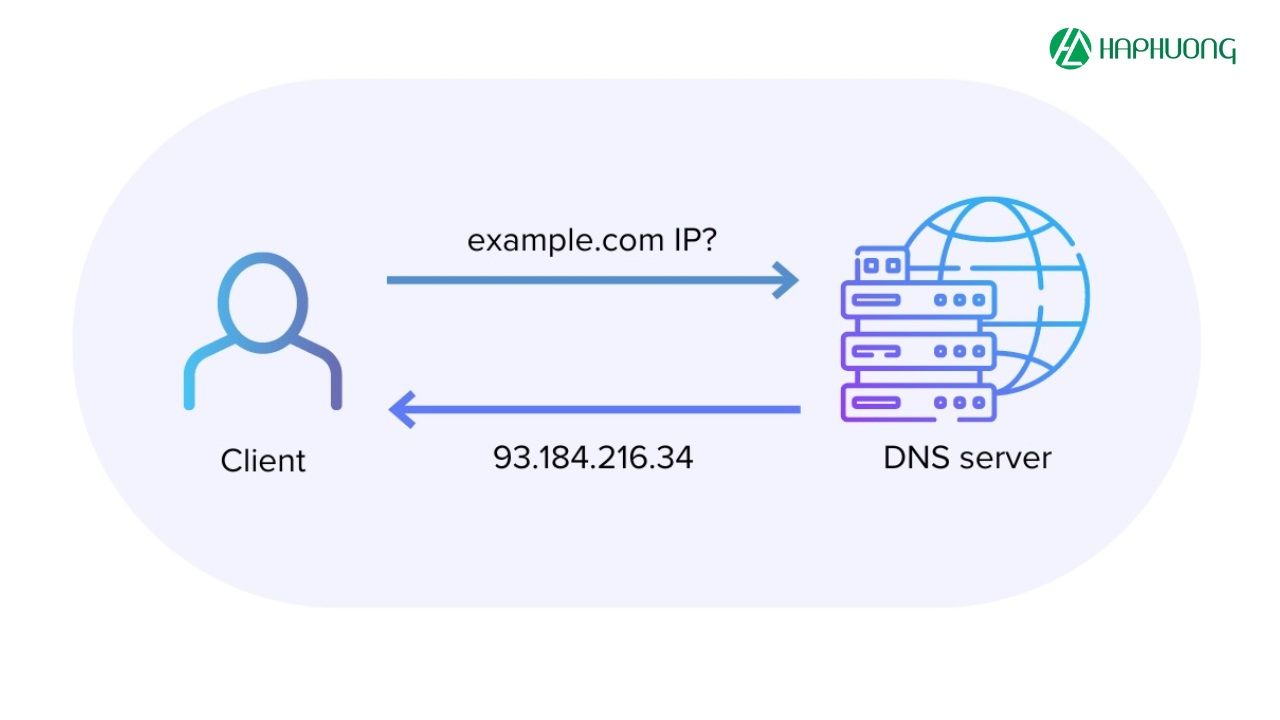 HAPHUONG
example.com IP?
Client
93.184.216.34
DNS server